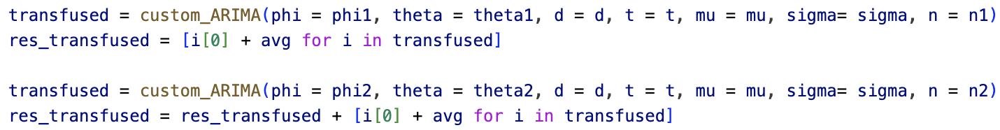 transfused = custom_ARIMA(phi = phi1, theta = theta1, d = d, t = t, mu = mu, sigma= sigma, n = n1)
res_transfused = [i[0] + avg for i in transfused]
transfused = custom_ARIMA(phi = phi2, theta = theta2, d = d, t = t, mu = mu, sigma= sigma, n = n2)
res_transfused = res_transfused + [i[0] + avg for i in transfused]